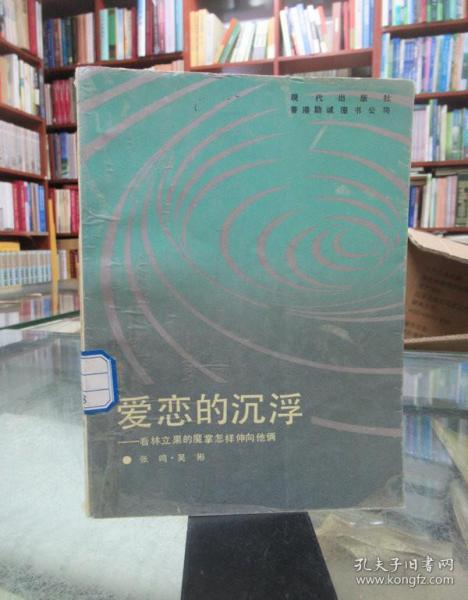 现代出版社
香港勤诚图书公司
爱恋的沉浮
——看林立果的魔掌怎样伸向他俩
● 张鸣·吴彬
8
孔夫子旧书网
www.kongfz.com